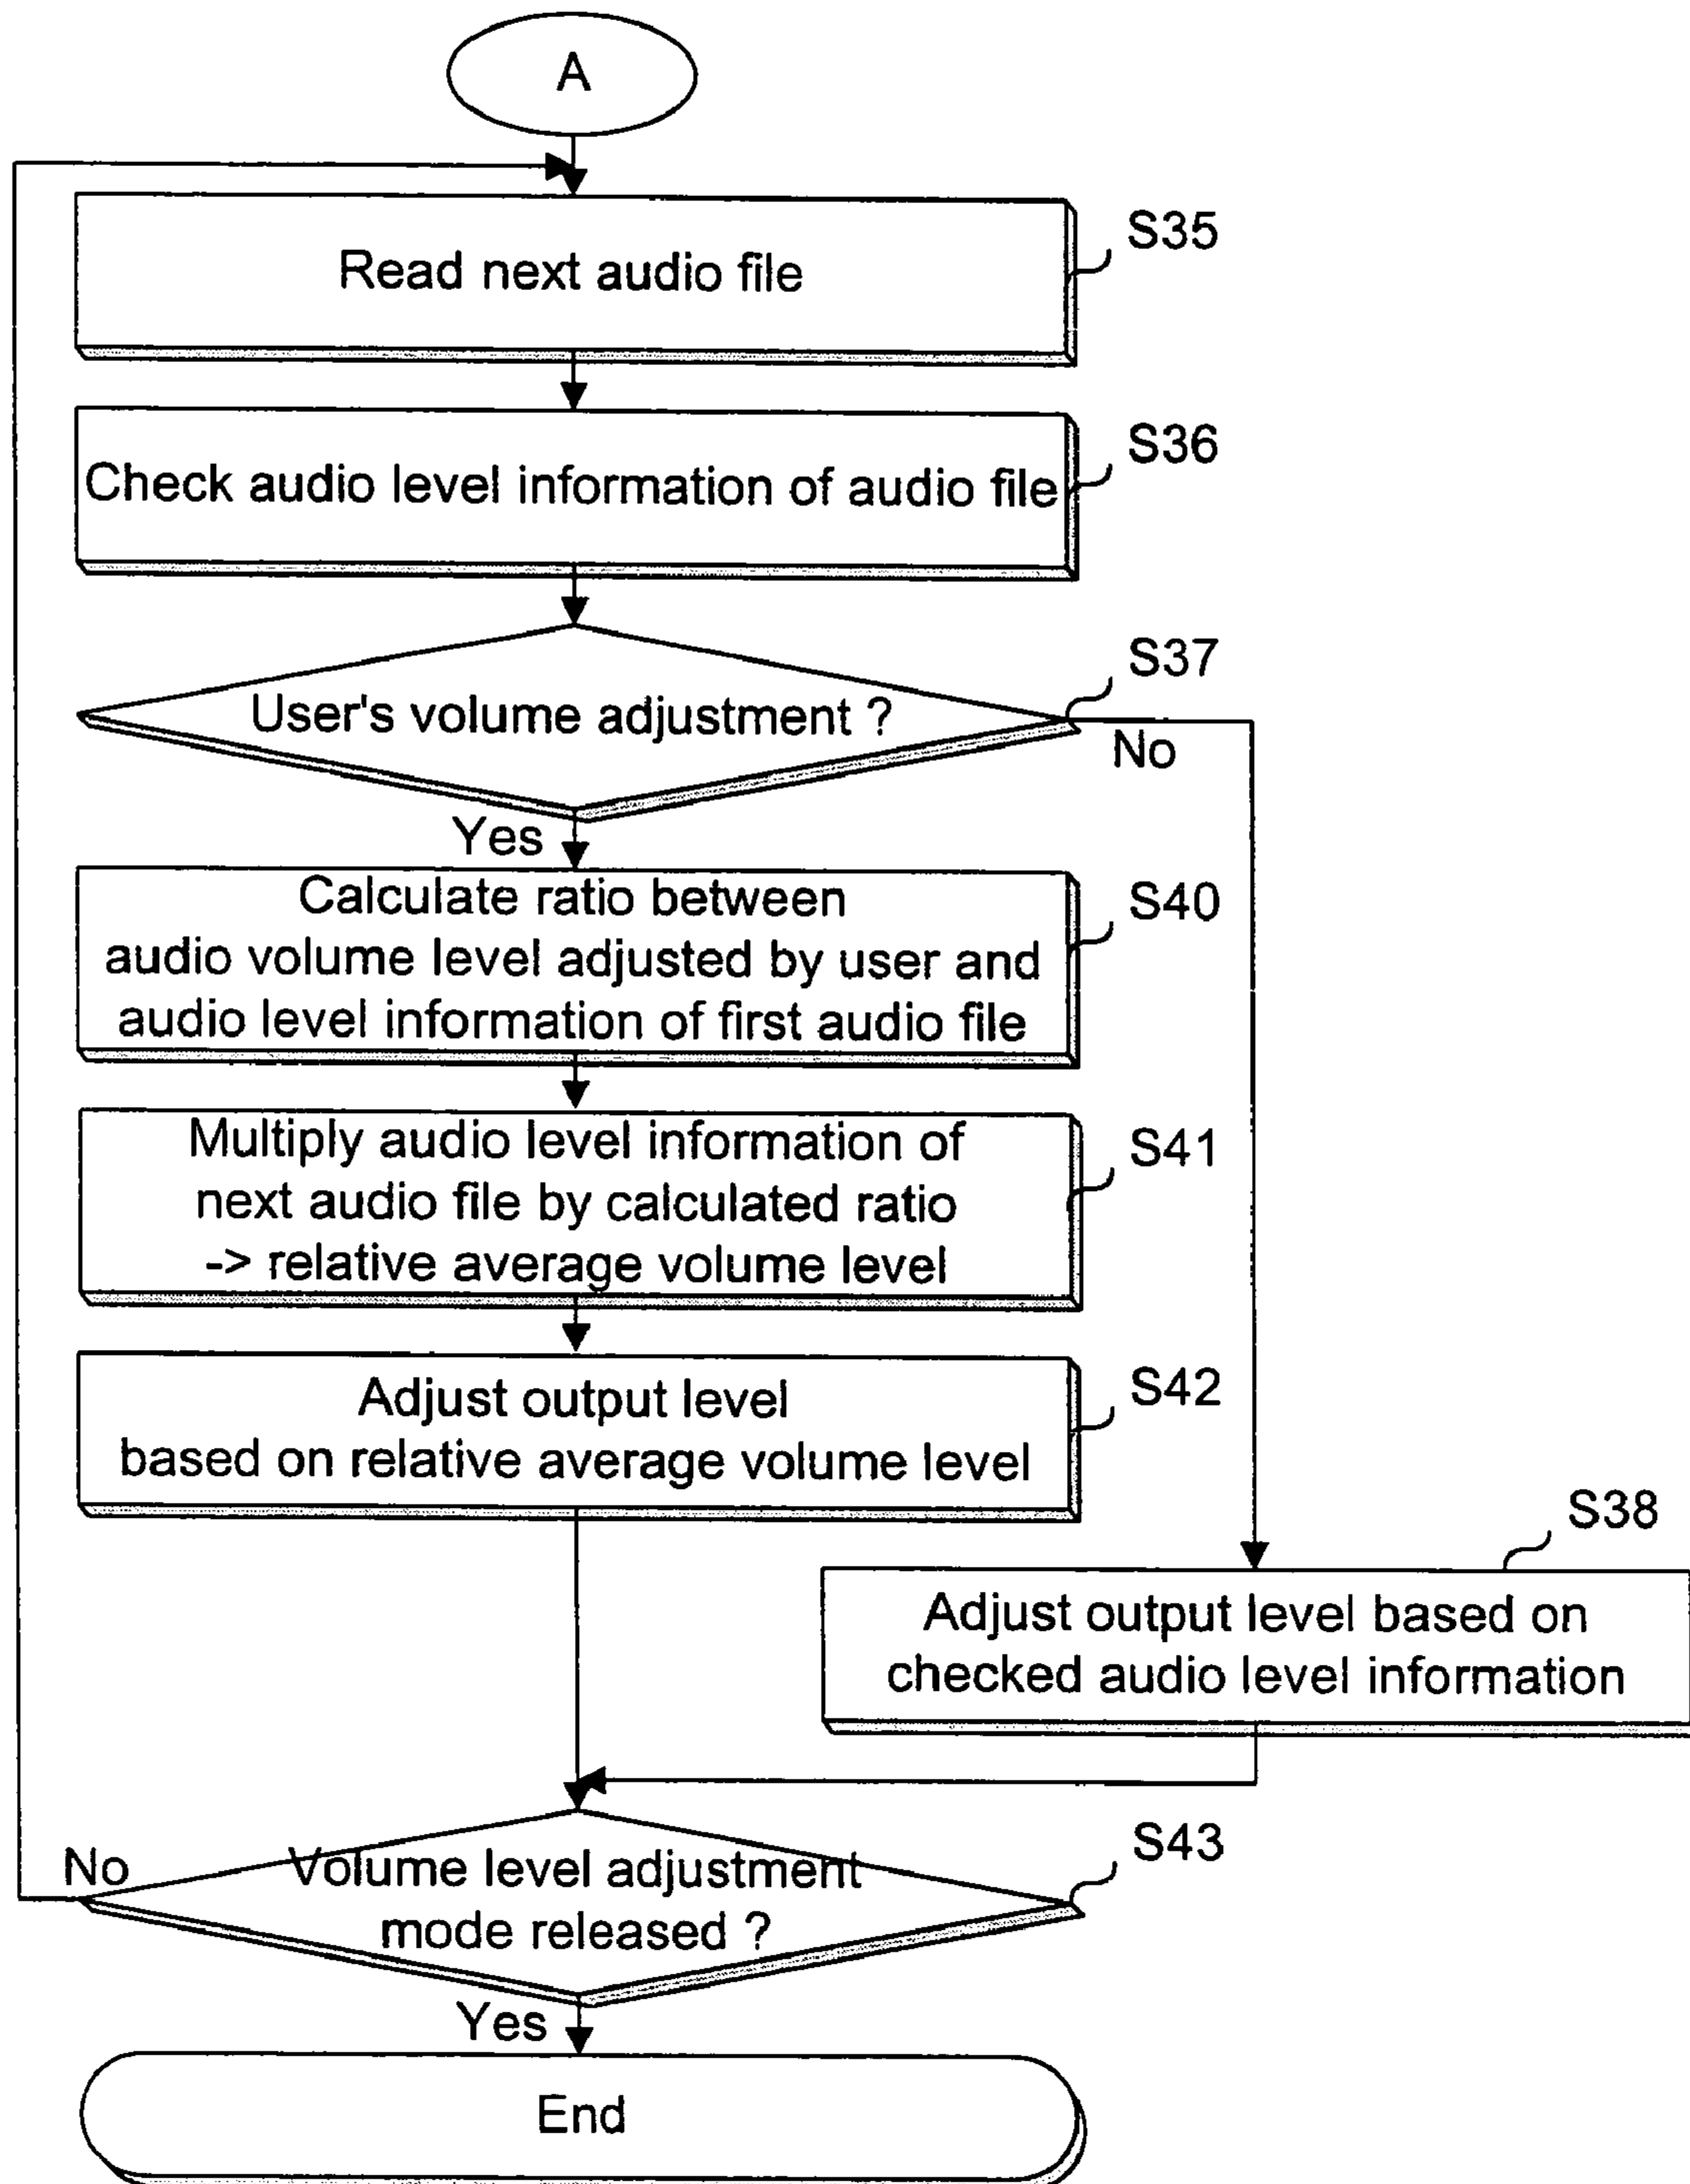 A
Read next audio file
S35
Check audio level information of audio file
S36
User's volume adjustment ?
S37
No
Yes
Calculate ratio between
audio volume level adjusted by user and
audio level information of first audio file
S40
Multiply audio level information of
next audio file by calculated ratio
-> relative average volume level
S41
Adjust output level
based on relative average volume level
S42
S38
Adjust output level based on
checked audio level information
No
Volume level adjustment
mode released ?
S43
Yes
End